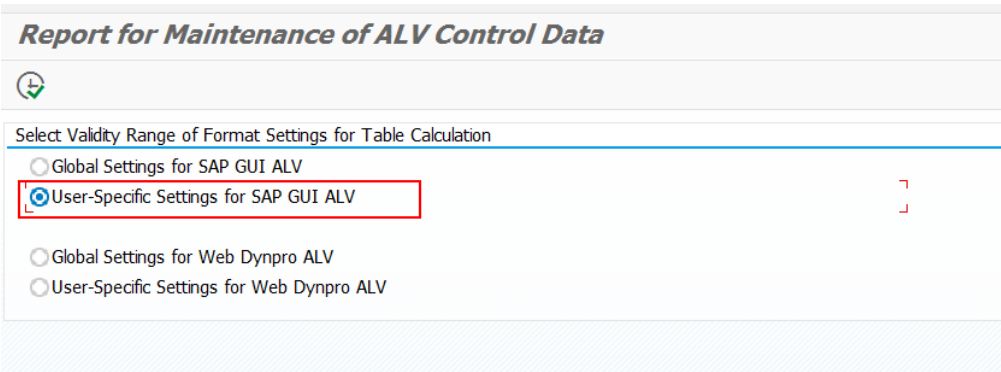 Report for Maintenance of ALV Control Data
Select Validity Range of Format Settings for Table Calculation
Global Settings for SAP GUI ALV
User-Specific Settings for SAP GUI ALV
Global Settings for Web Dynpro ALV
User-Specific Settings for Web Dynpro ALV